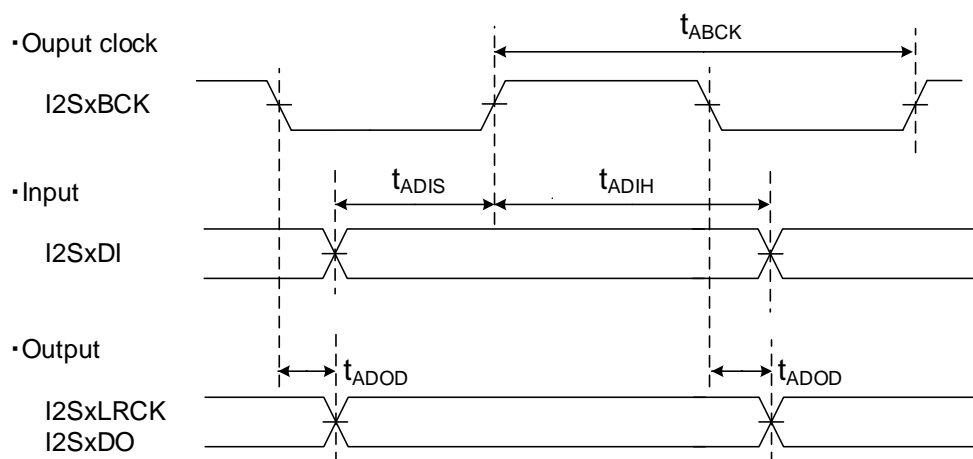 ・Ouput clock
tABCK
I2SxBCK
・Input
tADIS
tADIH
I2SxDI
・Output
tADOD
tADOD
I2SxLRCK
I2SxDO